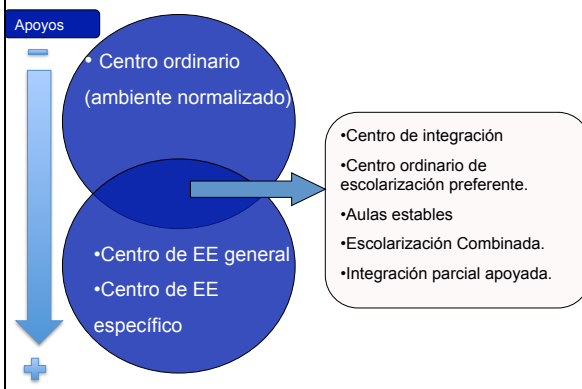 Apoyos
• Centro ordinario
(ambiente normalizado)
•Centro de EE general
•Centro de EE
específico
•Centro de integración
•Centro ordinario de
escolarización preferente.
•Aulas estables
•Escolarización Combinada.
•Integración parcial apoyada.